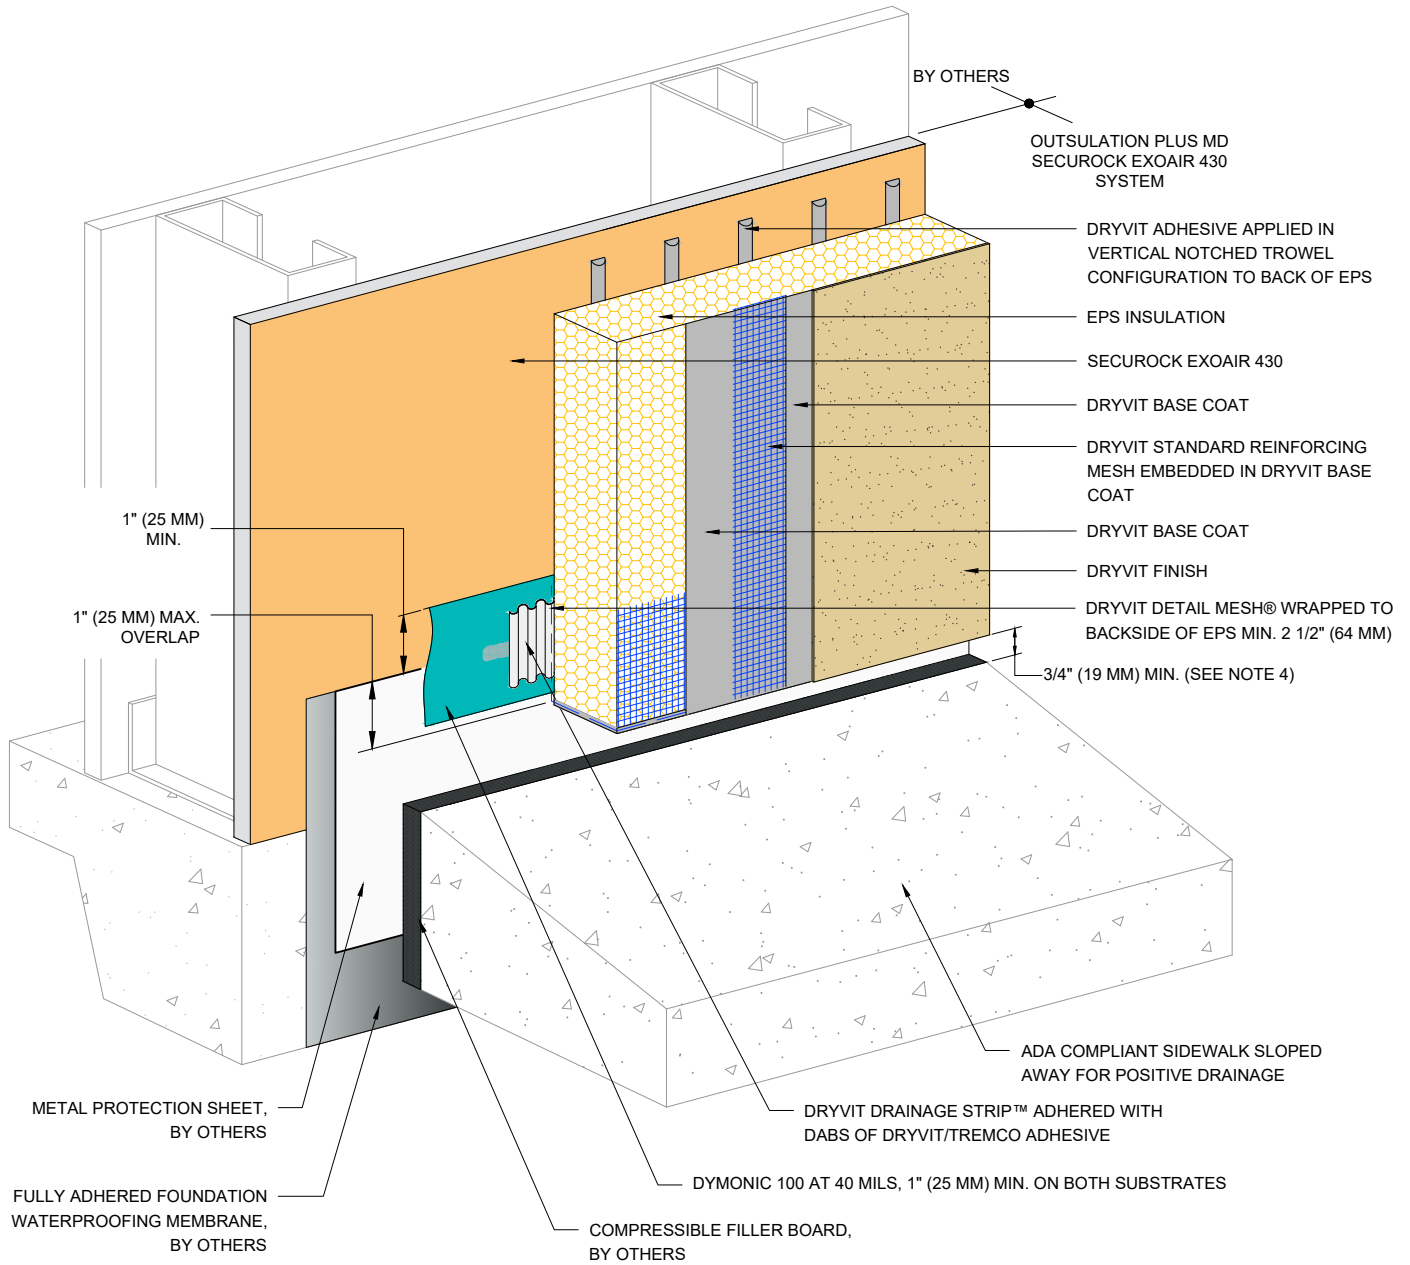 BY OTHERS
OUTSULATION PLUS MD
SECUROCK EXOAIR 430
SYSTEM
DRYVIT ADHESIVE APPLIED IN
VERTICAL NOTCHED TROWEL
CONFIGURATION TO BACK OF EPS
EPS INSULATION
SECUROCK EXOAIR 430
DRYVIT BASE COAT
DRYVIT STANDARD REINFORCING
MESH EMBEDDED IN DRYVIT BASE
COAT
DRYVIT BASE COAT
DRYVIT FINISH
DRYVIT DETAIL MESH® WRAPPED TO
BACKSIDE OF EPS MIN. 2 1/2" (64 MM)
3/4" (19 MM) MIN. (SEE NOTE 4)
1" (25 MM)
MIN.
1" (25 MM) MAX.
OVERLAP
ADA COMPLIANT SIDEWALK SLOPED
AWAY FOR POSITIVE DRAINAGE
DRYVIT DRAINAGE STRIP™ ADHERED WITH
DABS OF DRYVIT/TREMCO ADHESIVE
DYMONIC 100 AT 40 MILS, 1" (25 MM) MIN. ON BOTH SUBSTRATES
COMPRESSIBLE FILLER BOARD,
BY OTHERS
METAL PROTECTION SHEET,
BY OTHERS
FULLY ADHERED FOUNDATION
WATERPROOFING MEMBRANE,
BY OTHERS